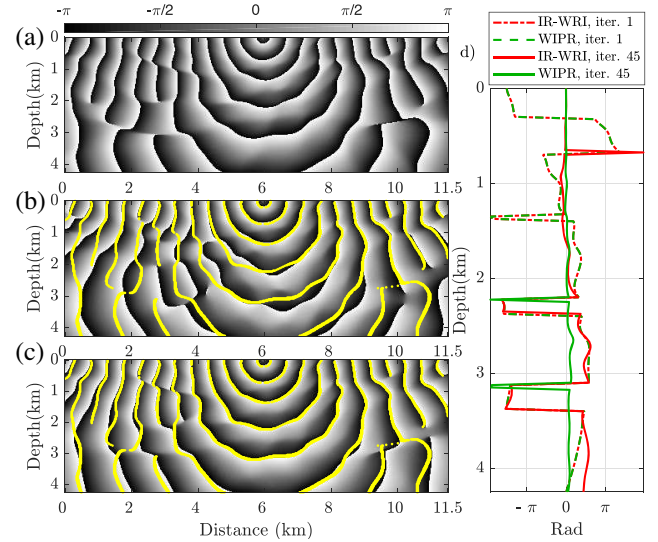 -π -π/2 0 π/2 π
(a)
Depth(km)
0
1
2
3
4
0 2 4 6 8 10 11.5
(b)
Depth(km)
0
1
2
3
4
0 2 4 6 8 10 11.5
(c)
Depth(km)
0
1
2
3
4
0 2 4 6 8 10 11.5
Distance (km)
d)
IR-WRI, iter. 1
WIPR, iter. 1
IR-WRI, iter. 45
WIPR, iter. 45
Depth(km)
0
1
2
3
4
- π 0 π
Rad